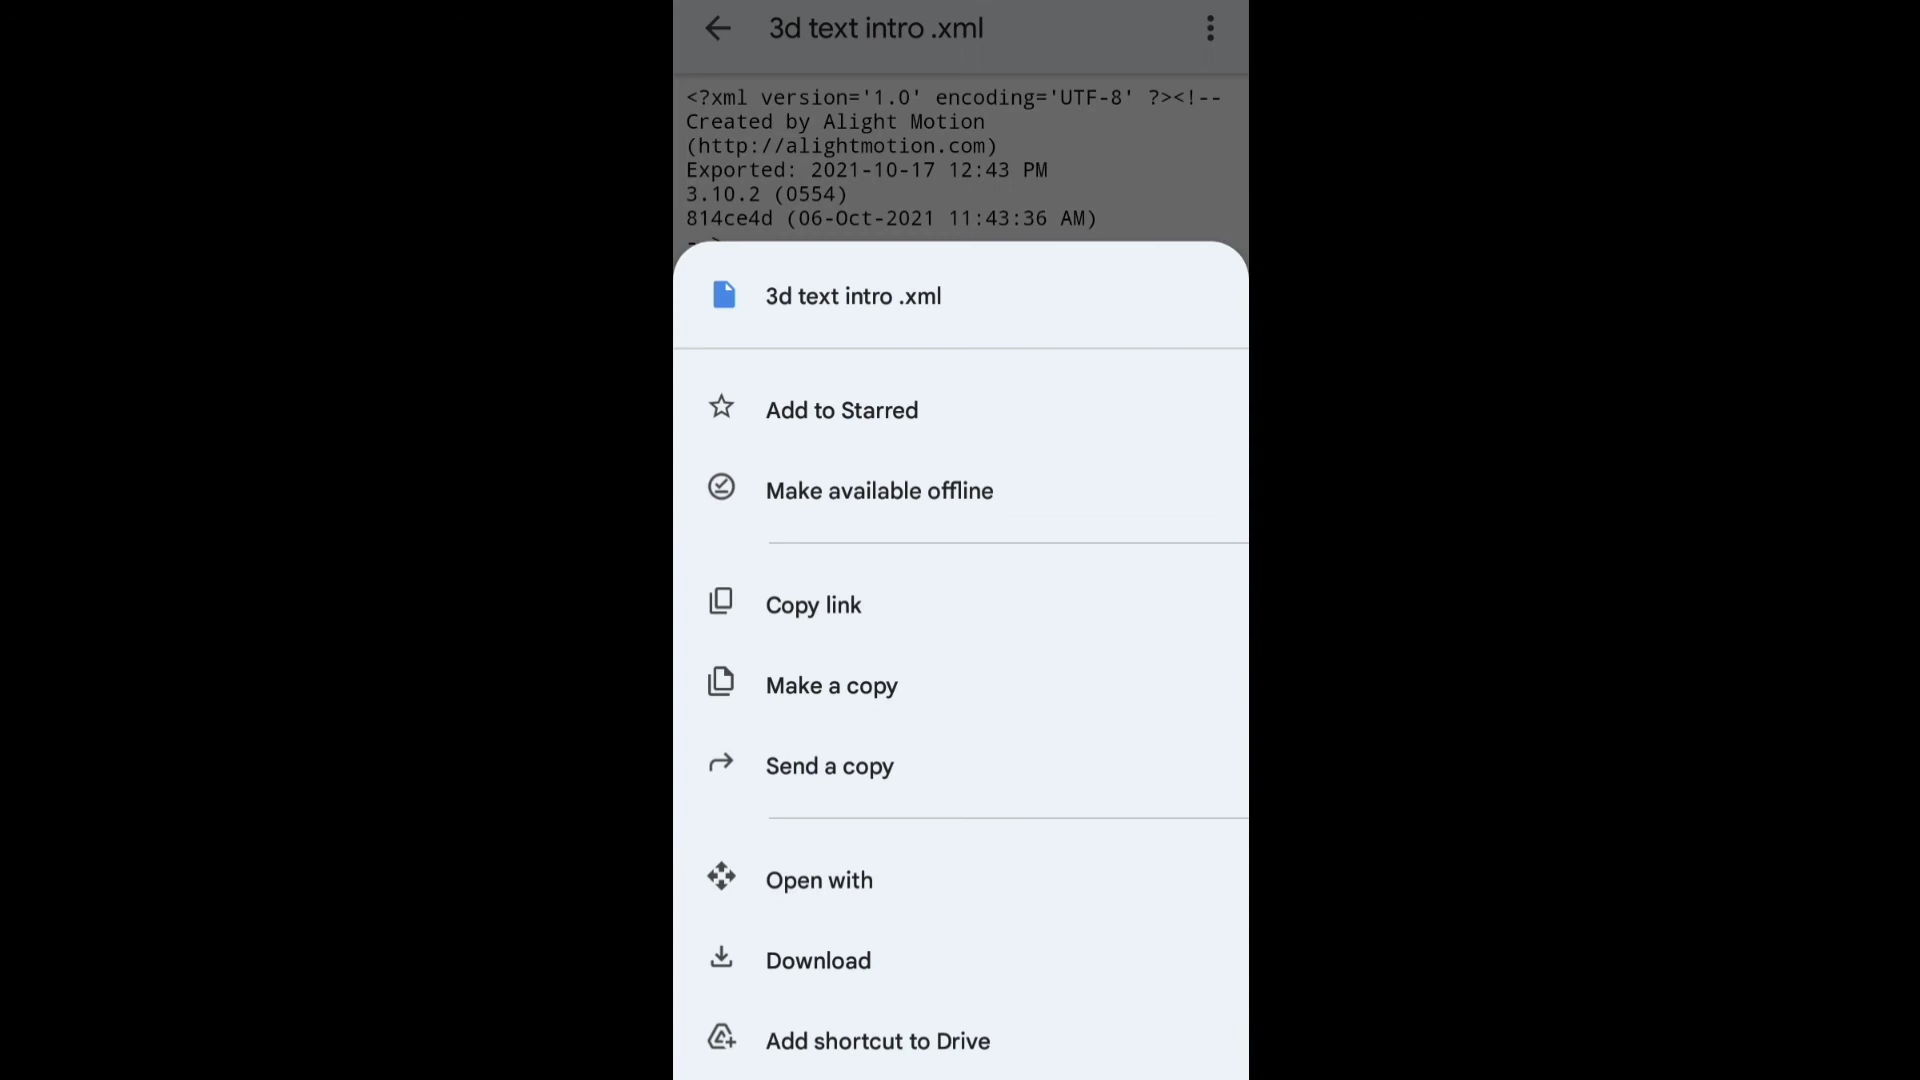 3d text intro .xml
<?xml version='1.0' encoding='UTF-8' ?><!--
Created by Alight Motion
(http://alightmotion.com)
Exported: 2021-10-17 12:43 PM
3.10.2 (0554)
814ce4d (06-Oct-2021 11:43:36 AM)
-->
3d text intro .xml
Add to Starred
Make available offline
Copy link
Make a copy
Send a copy
Open with
Download
Add shortcut to Drive